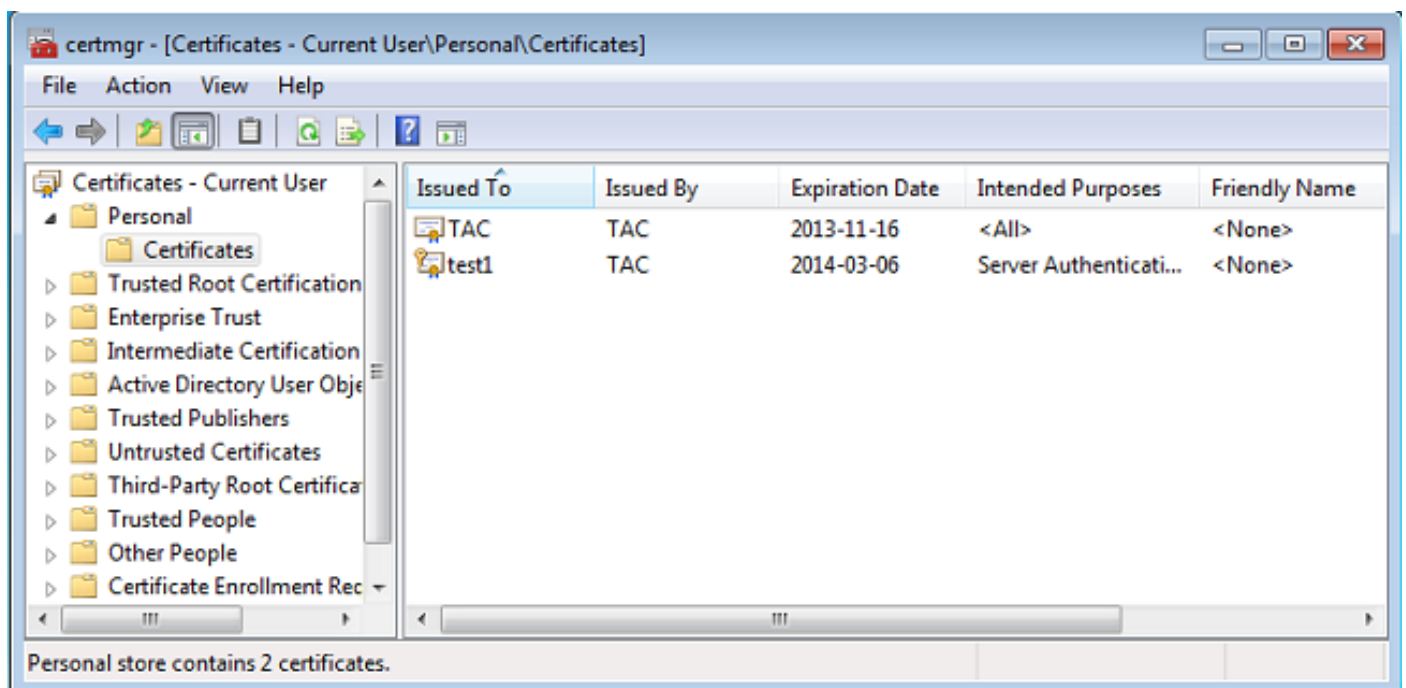 certmgr - [Certificates - Current User\Personal\Certificates]
File Action View Help
Certificates - Current User
Personal
Certificates
Trusted Root Certification
Enterprise Trust
Intermediate Certification
Active Directory User Obje
Trusted Publishers
Untrusted Certificates
Third-Party Root Certificat
Trusted People
Other People
Certificate Enrollment Rec
Issued To Issued By Expiration Date Intended Purposes Friendly Name
TAC TAC 2013-11-16 <All> <None>
test1 TAC 2014-03-06 Server Authenticati... <None>
Personal store contains 2 certificates.